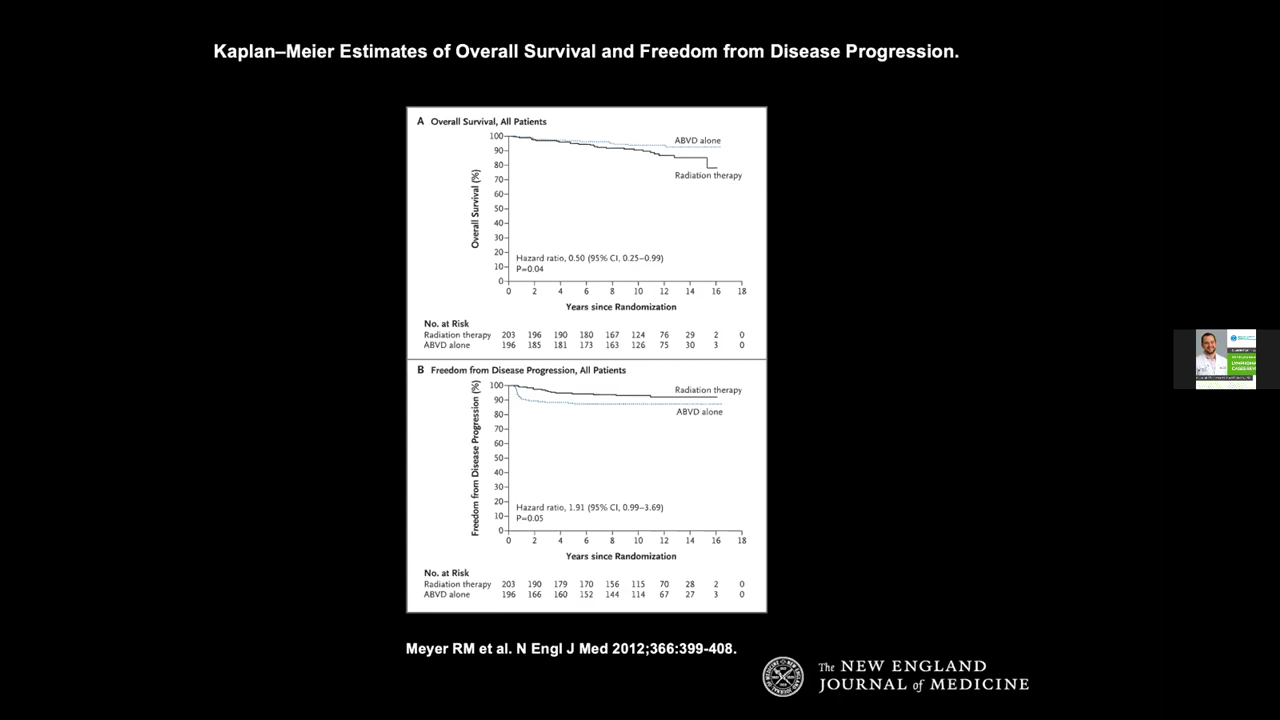 Kaplan–Meier Estimates of Overall Survival and Freedom from Disease Progression.
A Overall Survival, All Patients
100
90
80
70
60
50
40
30
20
10
0
Overall Survival (%)
ABVD alone
Radiation therapy
Hazard ratio, 0.50 (95% CI, 0.25–0.99)
P=0.04
0 2 4 6 8 10 12 14 16 18
Years since Randomization
No. at Risk
Radiation therapy 203 196 190 180 167 124 76 29 2 0
ABVD alone 196 185 181 173 163 126 75 30 3 0
B Freedom from Disease Progression, All Patients
100
90
80
70
60
50
40
30
20
10
0
Freedom from Disease Progression (%)
Radiation therapy
ABVD alone
Hazard ratio, 1.91 (95% CI, 0.99–3.69)
P=0.05
0 2 4 6 8 10 12 14 16 18
Years since Randomization
No. at Risk
Radiation therapy 203 190 179 170 156 115 70 28 2 0
ABVD alone 196 166 160 152 144 114 67 27 3 0
Meyer RM et al. N Engl J Med 2012;366:399-408.
The NEW ENGLAND
JOURNAL of MEDICINE